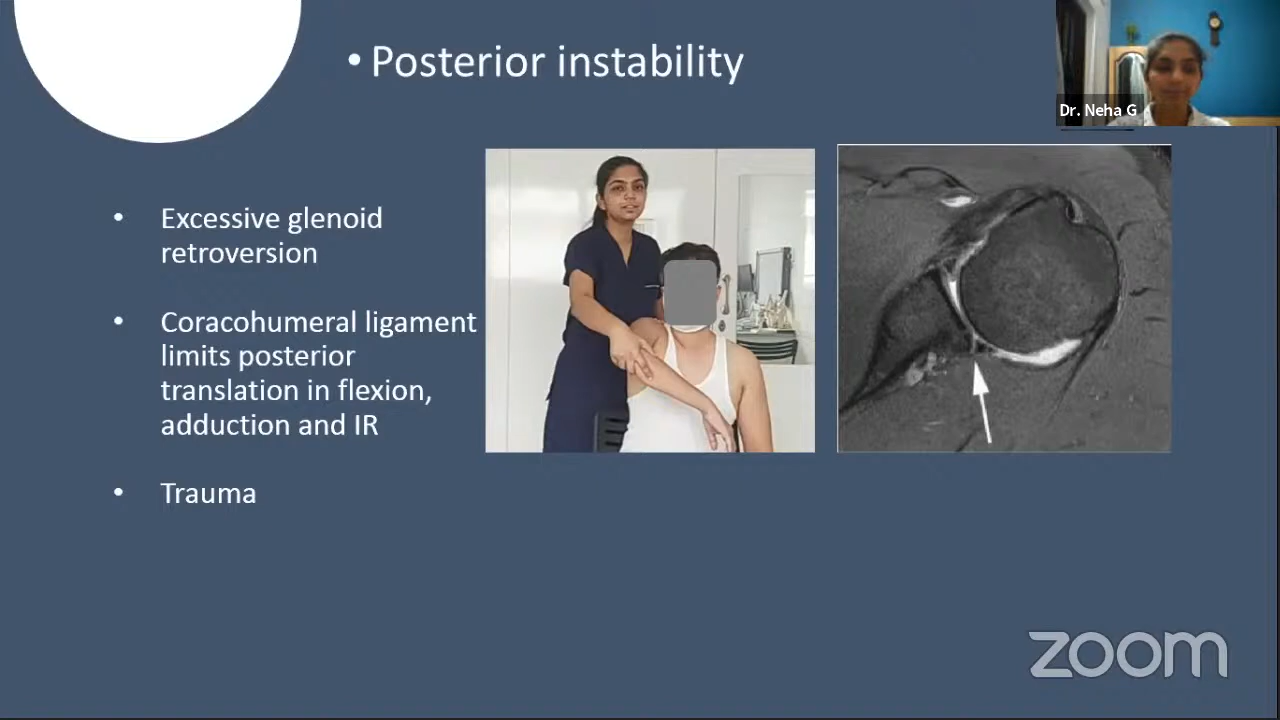 • Posterior instability
Dr. Neha G
• Excessive glenoid
retroversion
• Coracohumeral ligament
limits posterior
translation in flexion,
adduction and IR
• Trauma
zoom